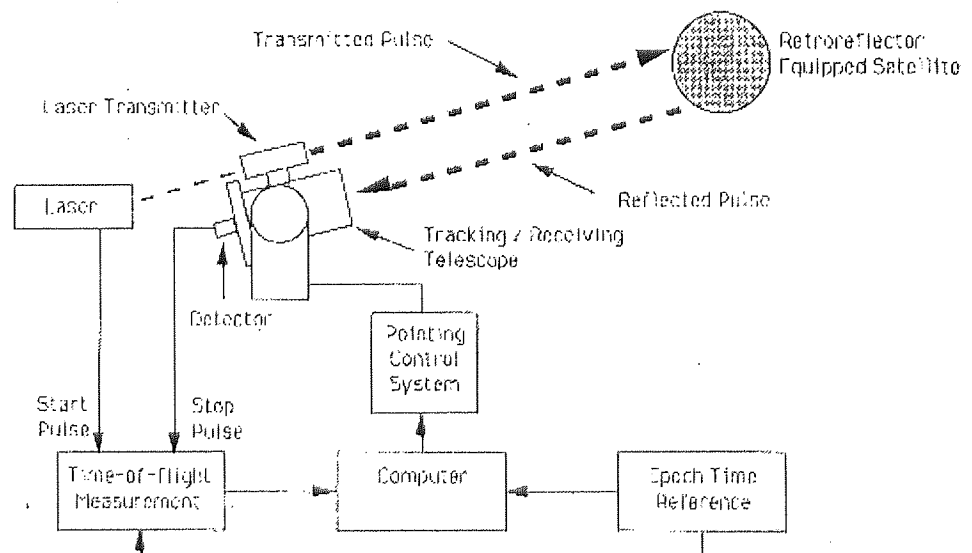 Transmitted Pulse
Retroreflector
Equipped Satellite
Laser Transmitter
Laser
Reflected Pulse
Tracking / Receiving
Telescope
Detector
Pointing
Control
System
Start
Pulse
Stop
Pulse
Time-of-Flight
Measurement
Computer
Epoch Time
Reference